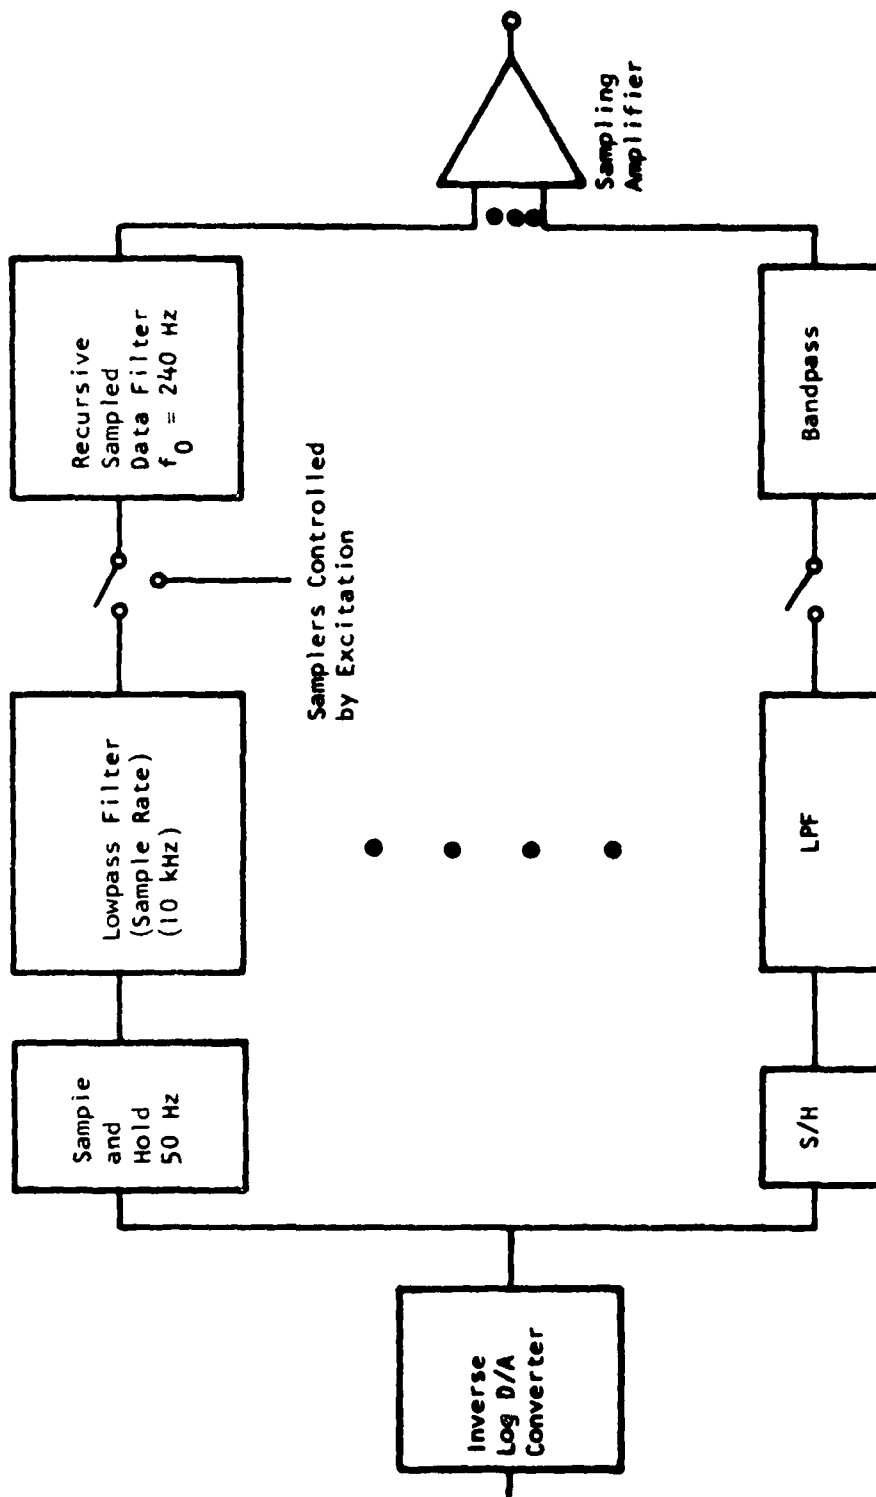 Inverse
Log D/A
Converter
Sample
and
Hold
50 Hz
Lowpass Filter
(Sample Rate)
(10 kHz)
Samplers Controlled
by Excitation
Recursive
Sampled
Data Filter
f0 = 240 Hz
S/H
LPF
Bandpass
Sampling
Amplifier